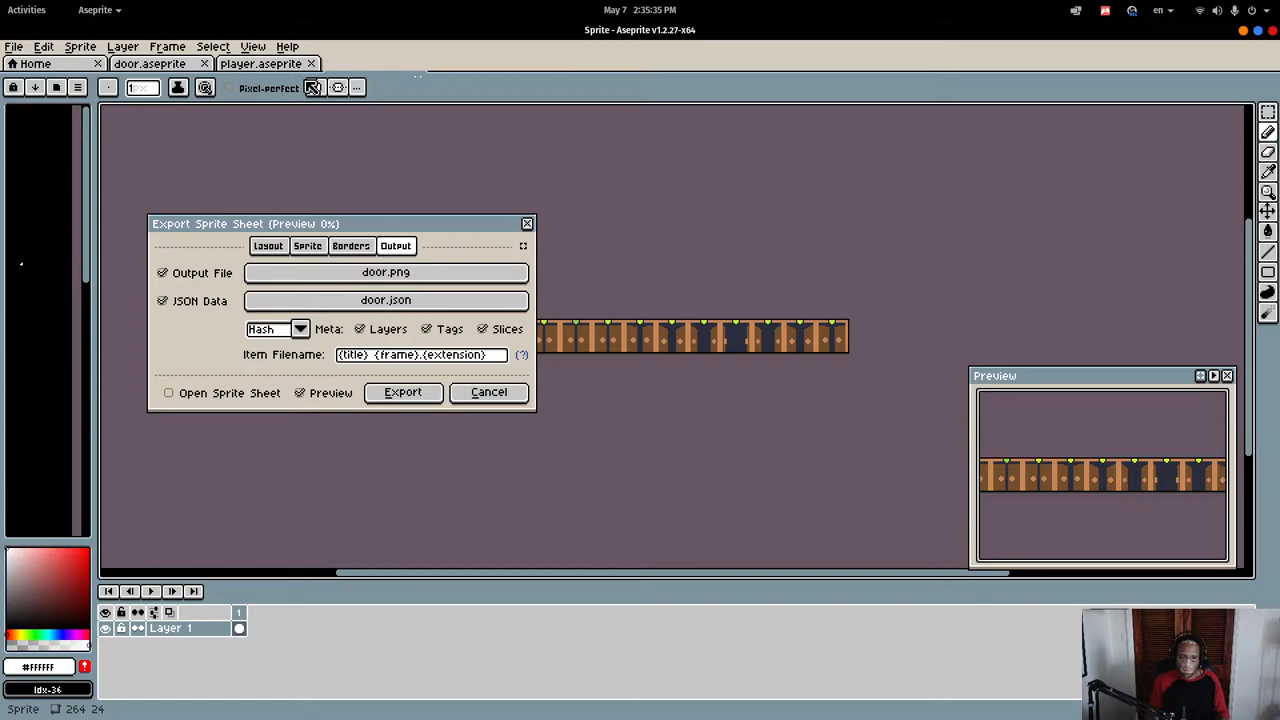 Activities
Aseprite
May 7 2:35:35 PM
en
Sprite - Aseprite v1.2.27-x64
File Edit Sprite Layer Frame Select View Help
Home door.aseprite player.aseprite
1px Pixel-perfect ...
Export Sprite Sheet (Preview 0%)
Layout Sprite Borders Output
Output File door.png
JSON Data door.json
Hash Meta: Layers Tags Slices
Item Filename: {title} {frame}.{extension} (?)
Open Sprite Sheet Preview Export Cancel
Preview
1
Layer 1
#FFFFFF
Idx-36
Sprite 264 24